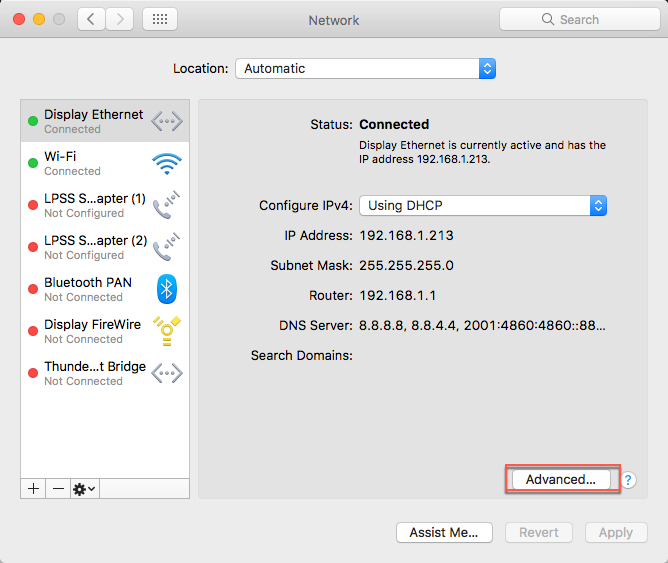 Network
Search
Location: Automatic
Display Ethernet
Connected
Wi-Fi
Connected
LPSS S...apter (1)
Not Configured
LPSS S...apter (2)
Not Configured
Bluetooth PAN
Not Connected
Display FireWire
Not Connected
Thunde...t Bridge
Not Connected
Status: Connected
Display Ethernet is currently active and has the
IP address 192.168.1.213.
Configure IPv4: Using DHCP
IP Address: 192.168.1.213
Subnet Mask: 255.255.255.0
Router: 192.168.1.1
DNS Server: 8.8.8.8, 8.8.4.4, 2001:4860:4860::88...
Search Domains:
Advanced... ?
Assist Me... Revert Apply